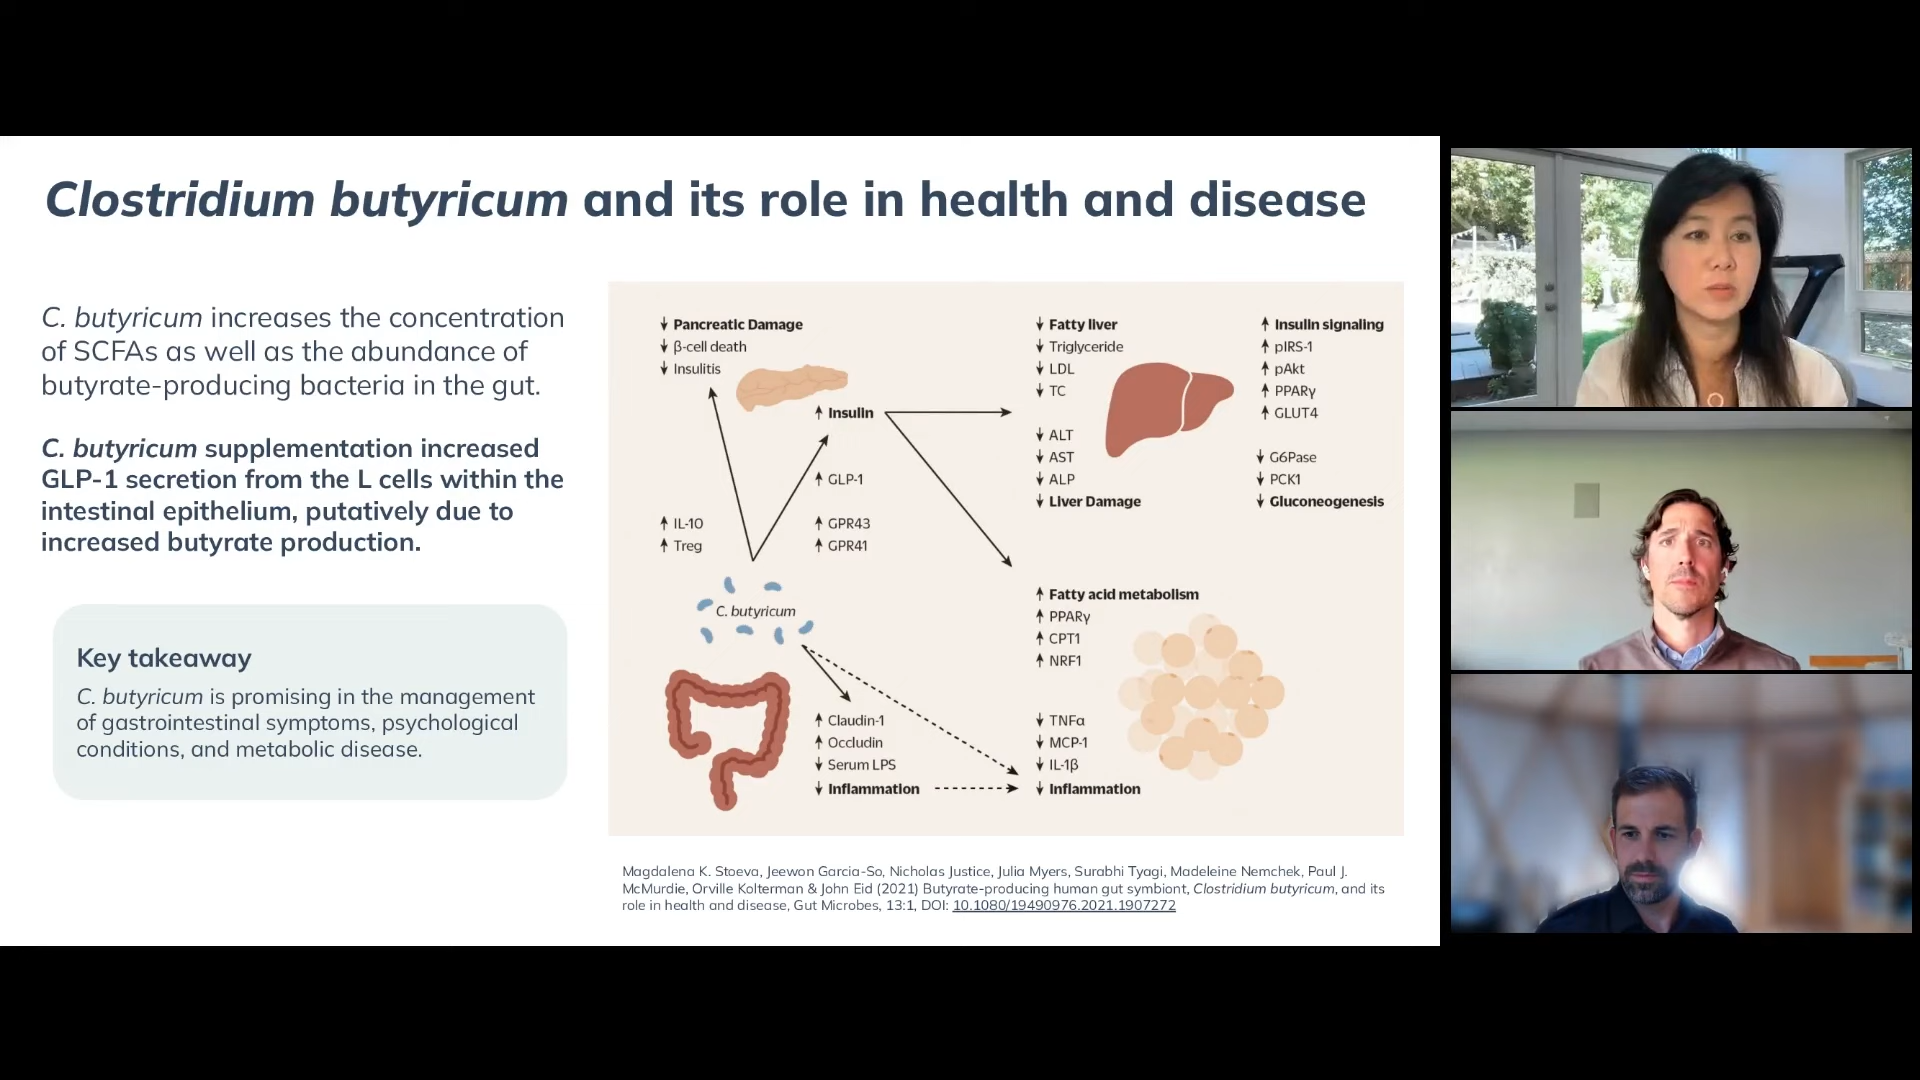 Clostridium butyricum and its role in health and disease
C. butyricum increases the concentration
of SCFAs as well as the abundance of
butyrate-producing bacteria in the gut.
C. butyricum supplementation increased
GLP-1 secretion from the L cells within the
intestinal epithelium, putatively due to
increased butyrate production.
Key takeaway
C. butyricum is promising in the management
of gastrointestinal symptoms, psychological
conditions, and metabolic disease.
↓ Pancreatic Damage
↓ β-cell death
↓ Insulitis
↑ Insulin
↑ GLP-1
↑ IL-10
↑ Treg
↑ GPR43
↑ GPR41
C. butyricum
↑ Claudin-1
↑ Occludin
↓ Serum LPS
↓ Inflammation
↓ Fatty liver
↓ Triglyceride
↓ LDL
↓ TC
↓ ALT
↓ AST
↓ ALP
↓ Liver Damage
↑ Insulin signaling
↑ pIRS-1
↑ pAkt
↑ PPARγ
↑ GLUT4
↓ G6Pase
↓ PCK1
↓ Gluconeogenesis
↑ Fatty acid metabolism
↑ PPARγ
↑ CPT1
↑ NRF1
↓ TNFα
↓ MCP-1
↓ IL-1β
↓ Inflammation
Magdalena K. Stoeva, Jeewon Garcia-So, Nicholas Justice, Julia Myers, Surabhi Tyagi, Madeleine Nemchek, Paul J.
McMurdie, Orville Kolterman & John Eid (2021) Butyrate-producing human gut symbiont, Clostridium butyricum, and its
role in health and disease, Gut Microbes, 13:1, DOI: 10.1080/19490976.2021.1907272